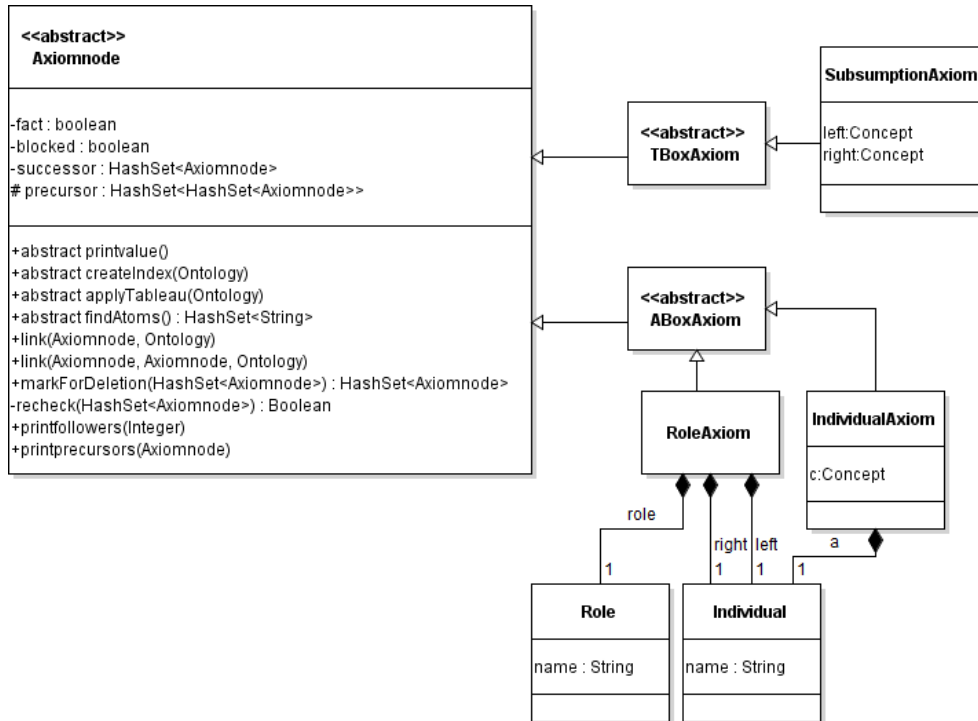 <<abstract>>
Axiomnode
-fact : boolean
-blocked : boolean
-successor : HashSet<Axiomnode>
# precursor : HashSet<HashSet<Axiomnode>>
+abstract printvalue()
+abstract createIndex(Ontology)
+abstract applyTableau(Ontology)
+abstract findAtoms() : HashSet<String>
+link(Axiomnode, Ontology)
+link(Axiomnode, Axiomnode, Ontology)
+markForDeletion(HashSet<Axiomnode>) : HashSet<Axiomnode>
-recheck(HashSet<Axiomnode>) : Boolean
+printfollowers(Integer)
+printprecursors(Axiomnode)
<<abstract>>
TBoxAxiom
SubsumptionAxiom
left:Concept
right:Concept
<<abstract>>
ABoxAxiom
RoleAxiom
IndividualAxiom
c:Concept
role
right
left
a
1
1
1
1
Role
name : String
Individual
name : String